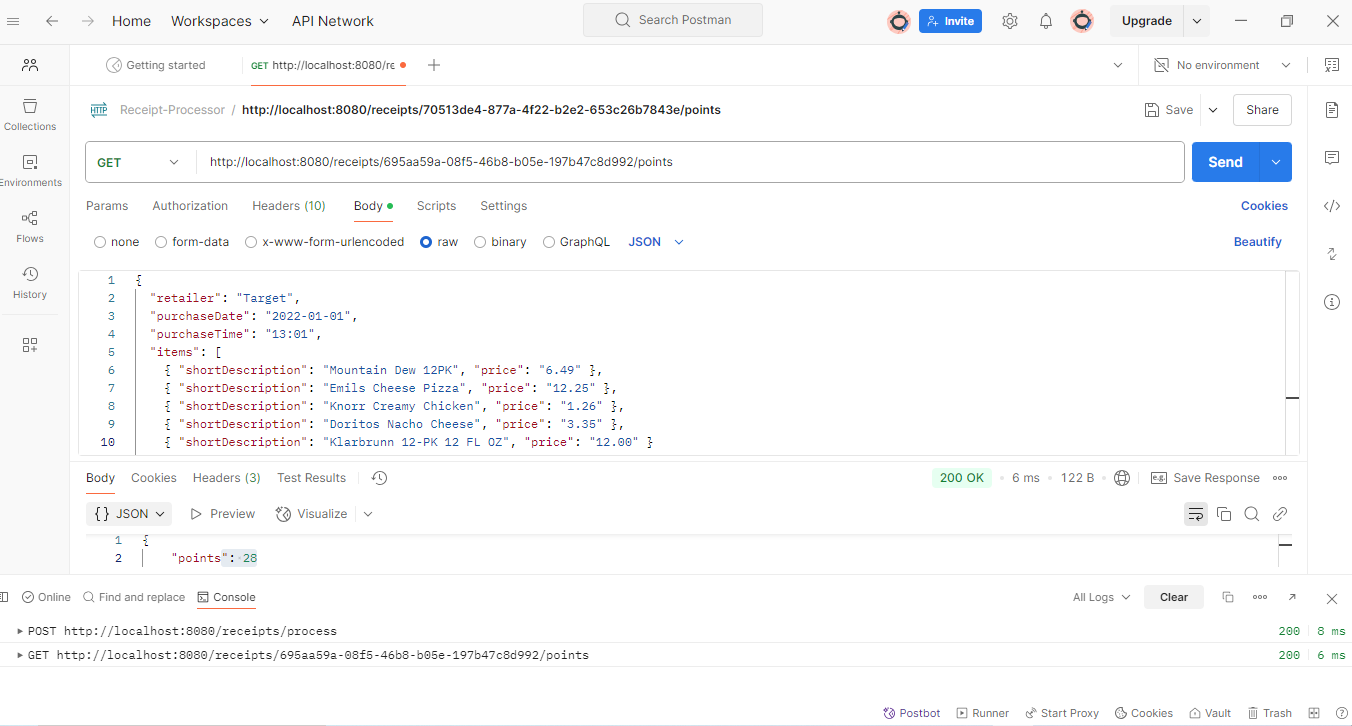 Home Workspaces API Network Search Postman Invite Upgrade
Getting started GET http://localhost:8080/re No environment
HTTP Receipt-Processor / http://localhost:8080/receipts/70513de4-877a-4f22-b2e2-653c26b7843e/points Save Share
Collections
GET http://localhost:8080/receipts/695aa59a-08f5-46b8-b05e-197b47c8d992/points Send
Environments
Params Authorization Headers (10) Body Scripts Settings Cookies
Flows
none form-data x-www-form-urlencoded raw binary GraphQL JSON Beautify
History
1 {
2 "retailer": "Target",
3 "purchaseDate": "2022-01-01",
4 "purchaseTime": "13:01",
5 "items": [
6 { "shortDescription": "Mountain Dew 12PK", "price": "6.49" },
7 { "shortDescription": "Emils Cheese Pizza", "price": "12.25" },
8 { "shortDescription": "Knorr Creamy Chicken", "price": "1.26" },
9 { "shortDescription": "Doritos Nacho Cheese", "price": "3.35" },
10 { "shortDescription": "Klarbrunn 12-PK 12 FL OZ", "price": "12.00" }
Body Cookies Headers (3) Test Results 200 OK 6 ms 122 B e.g. Save Response
{} JSON Preview Visualize
1 {
2 "points": 28
Online Find and replace Console All Logs Clear
POST http://localhost:8080/receipts/process 200 8 ms
GET http://localhost:8080/receipts/695aa59a-08f5-46b8-b05e-197b47c8d992/points 200 6 ms
Postbot Runner Start Proxy Cookies Vault Trash